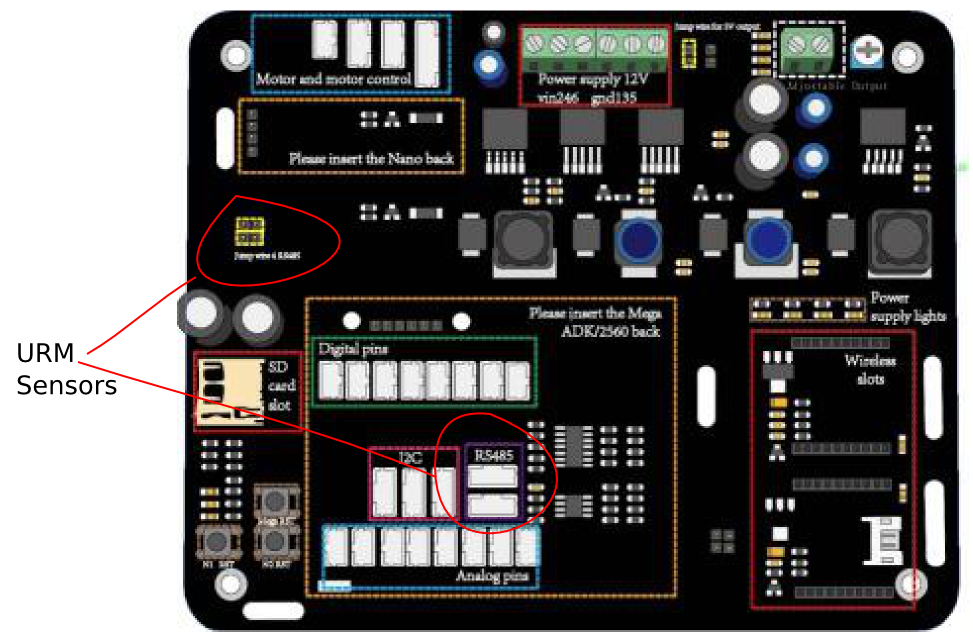 Jump wire for 5V output
Motor and motor control
Power supply 12V
vin246 gnd135
Adjustable Output
Please insert the Nano back
Jump wire 4 RS485
Power
supply lights
Please insert the Mega
ADK/2560 back
URM
Sensors
Digital pins
SD
card
slot
Wireless
slots
I2C
RS485
Mega RST
N1 RST
N2 RST
Analog pins